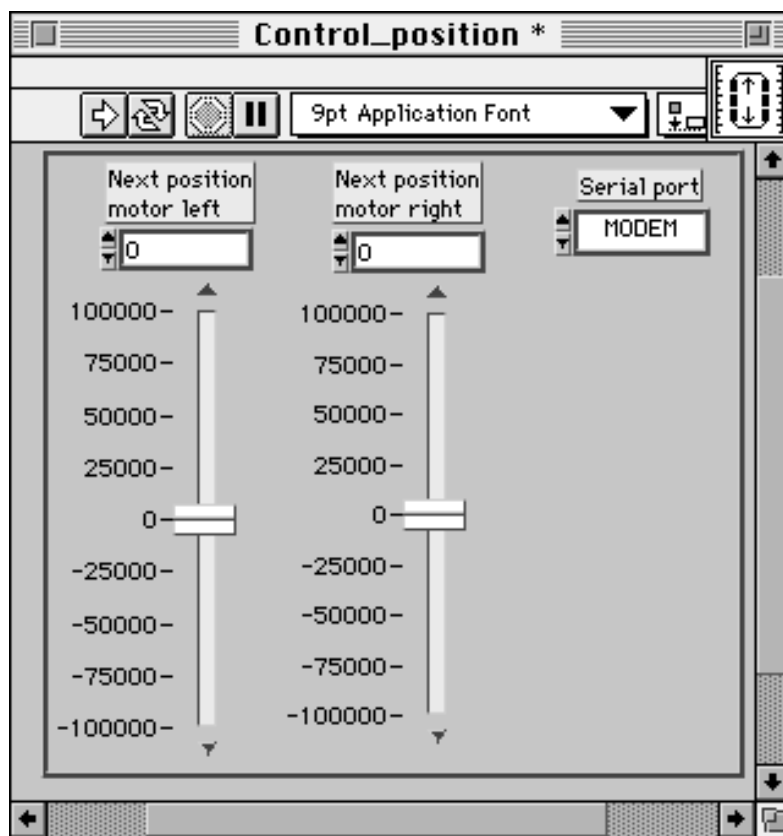 Control_position *
9pt Application Font
Next position
motor left
0
100000
75000
50000
25000
0
-25000
-50000
-75000
-100000
Next position
motor right
0
100000
75000
50000
25000
0
-25000
-50000
-75000
-100000
Serial port
MODEM